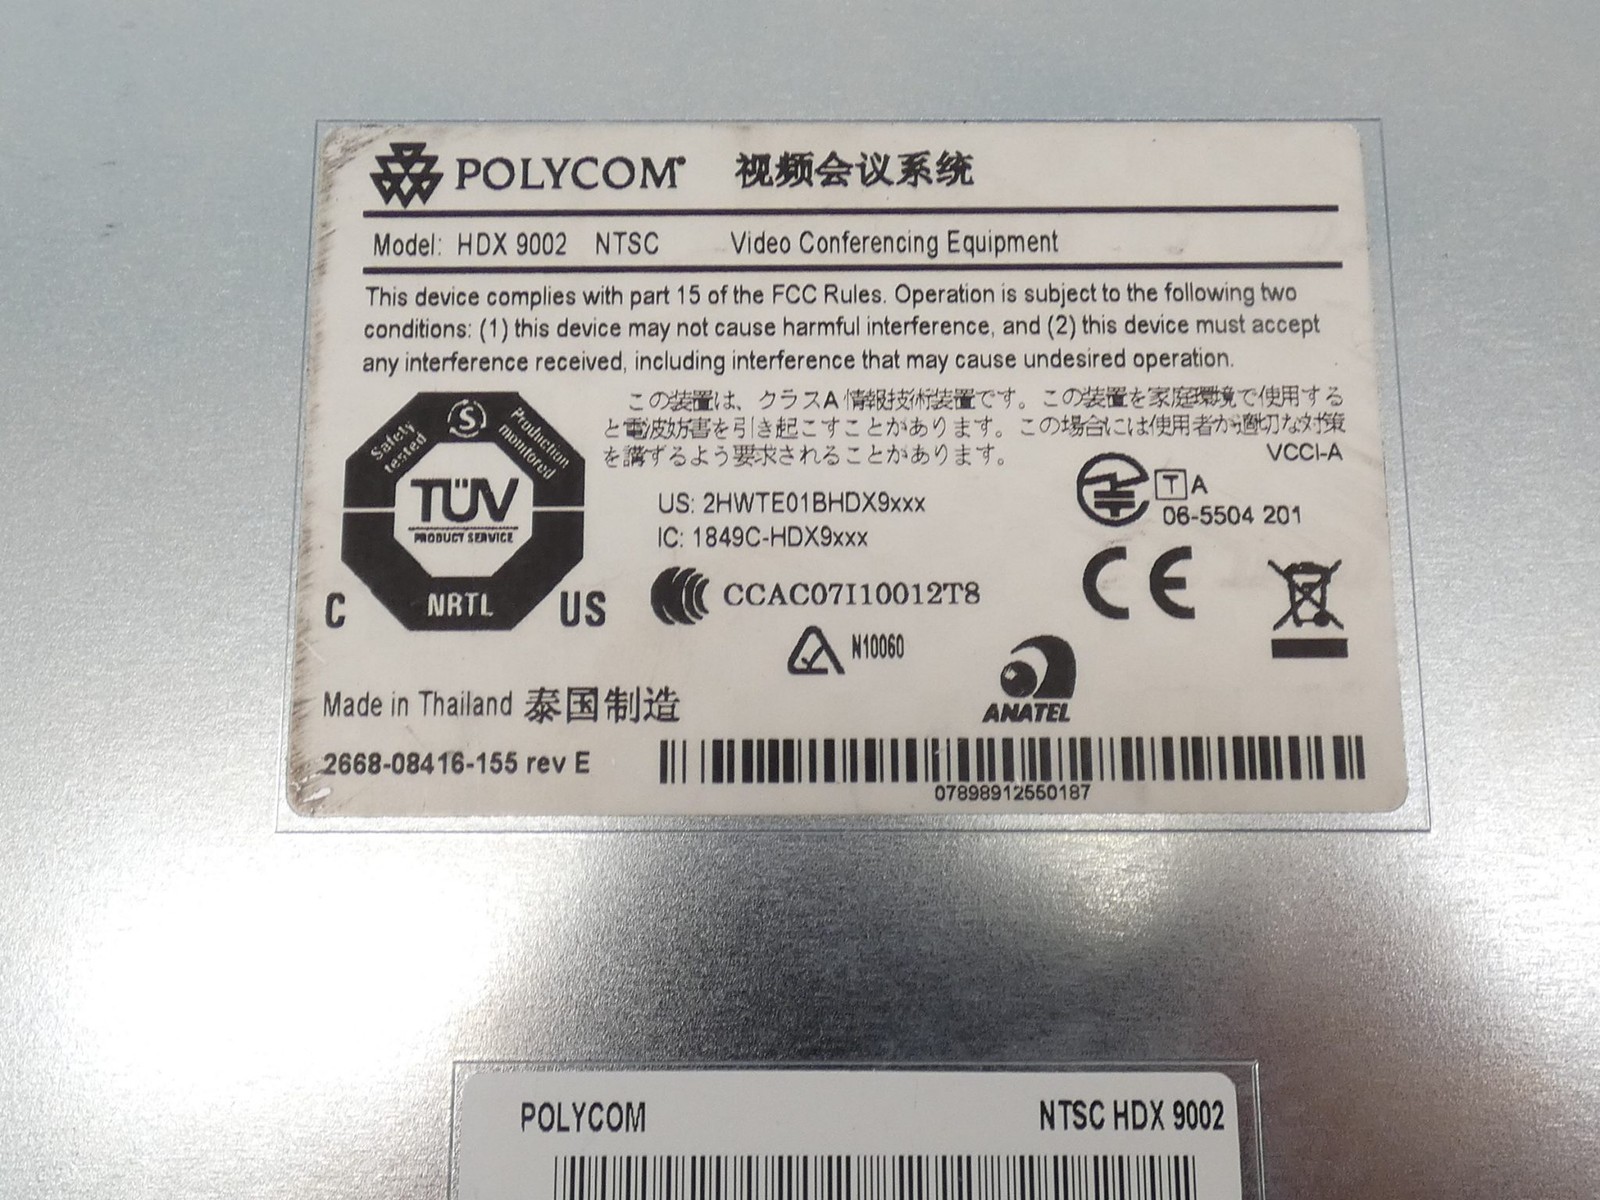 POLYCOM® 视频会议系统
Model: HDX 9002 NTSC Video Conferencing Equipment
This device complies with part 15 of the FCC Rules. Operation is subject to the following two
conditions: (1) this device may not cause harmful interference, and (2) this device must accept
any interference received, including interference that may cause undesired operation.
この装置は、クラスA情報技術装置です。この装置を家庭環境で使用する
と電波妨害を引き起こすことがあります。この場合には使用者が適切な対策
を講ずるよう要求されることがあります。
VCCI-A
Safety tested
S
Production monitored
TÜV
PRODUCT SERVICE
C NRTL US
US: 2HWTE01BHDX9xxx
IC: 1849C-HDX9xxx
T A
06-5504 201
CCAC07I10012T8
CE
N10060
ANATEL
Made in Thailand 泰国制造
2668-08416-155 rev E
07898912550187
POLYCOM NTSC HDX 9002